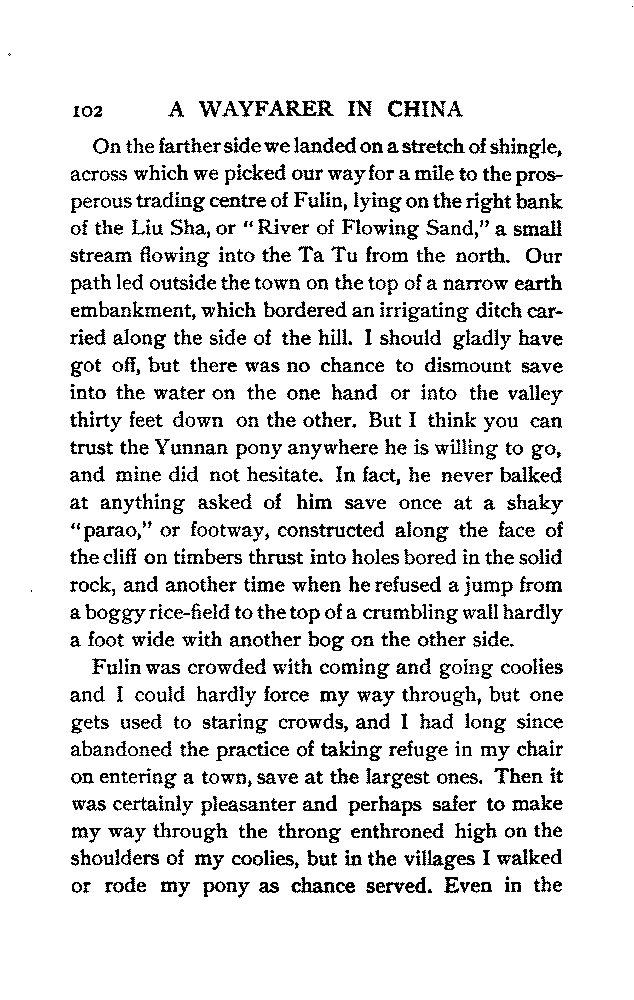 102 A WAYFARER IN CHINA
On the farther side we landed on a stretch of shingle,
across which we picked our way for a mile to the pros-
perous trading centre of Fulin, lying on the right bank
of the Liu Sha, or "River of Flowing Sand," a small
stream flowing into the Ta Tu from the north. Our
path led outside the town on the top of a narrow earth
embankment, which bordered an irrigating ditch car-
ried along the side of the hill. I should gladly have
got off, but there was no chance to dismount save
into the water on the one hand or into the valley
thirty feet down on the other. But I think you can
trust the Yunnan pony anywhere he is willing to go,
and mine did not hesitate. In fact, he never balked
at anything asked of him save once at a shaky
"parao," or footway, constructed along the face of
the cliff on timbers thrust into holes bored in the solid
rock, and another time when he refused a jump from
a boggy rice-field to the top of a crumbling wall hardly
a foot wide with another bog on the other side.
Fulin was crowded with coming and going coolies
and I could hardly force my way through, but one
gets used to staring crowds, and I had long since
abandoned the practice of taking refuge in my chair
on entering a town, save at the largest ones. Then it
was certainly pleasanter and perhaps safer to make
my way through the throng enthroned high on the
shoulders of my coolies, but in the villages I walked
or rode my pony as chance served. Even in the